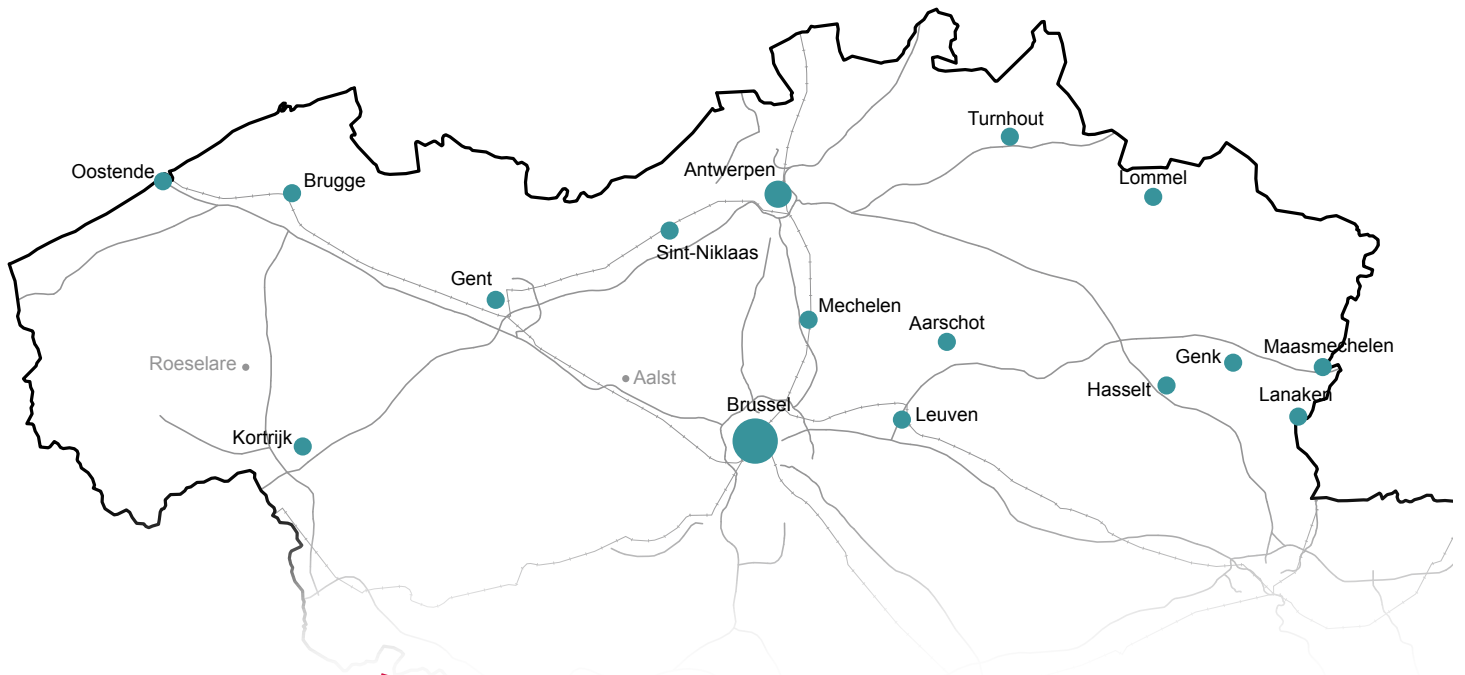 Turnhout
Oostende
Antwerpen
Brugge
Lommel
Sint-Niklaas
Gent
Mechelen
Aarschot
Maasmechelen
Roeselare
Genk
Aalst
Hasselt
Lanaken
Brussel
Leuven
Kortrijk